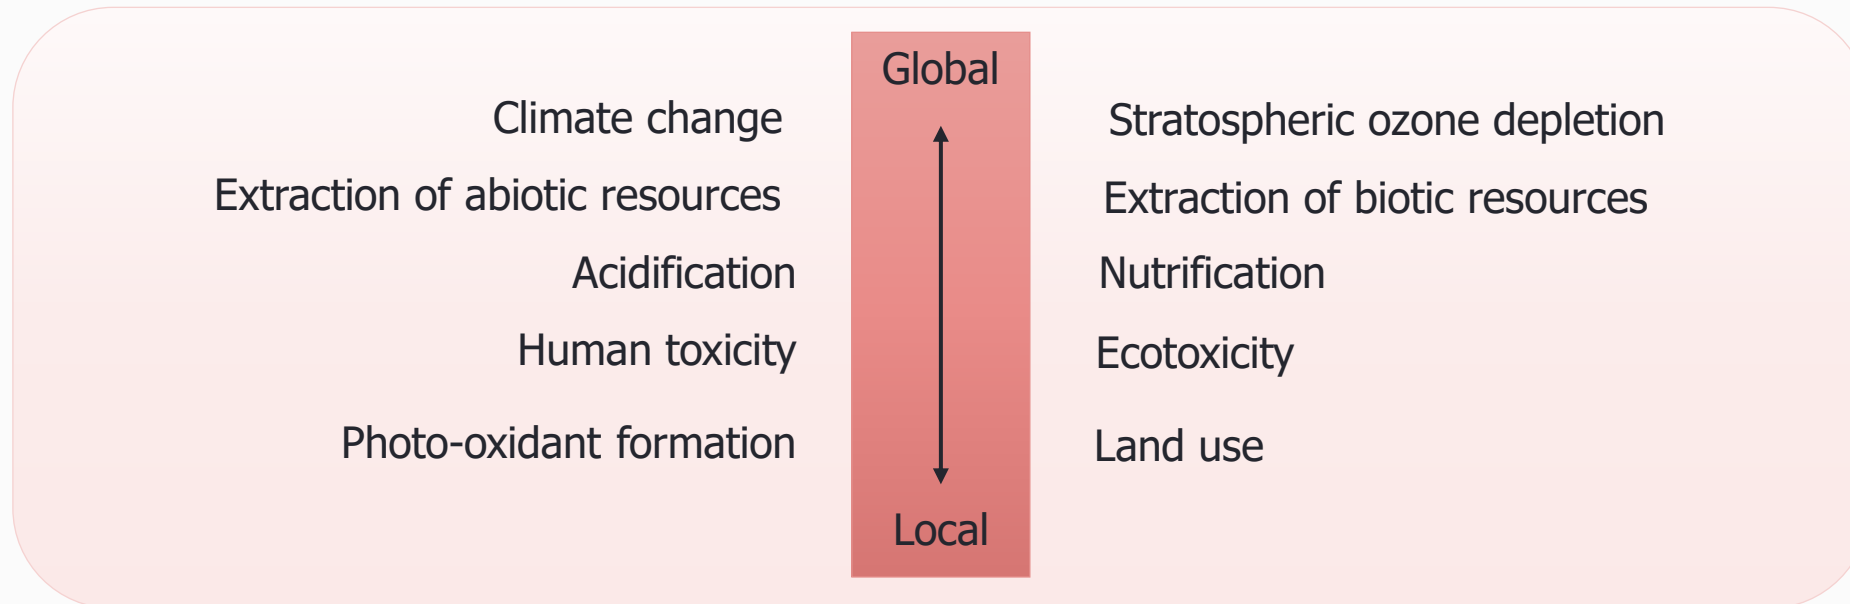 Global
Climate change
Stratospheric ozone depletion
Extraction of abiotic resources
Extraction of biotic resources
Acidification
Nutrification
Human toxicity
Ecotoxicity
Photo-oxidant formation
Land use
Local